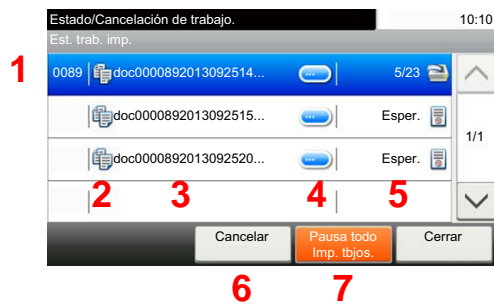 Estado/Cancelación de trabajo. 10:10
Est. trab. imp.
1 0089 doc0000892013092514... 5/23
doc0000892013092515... Esper.
1/1
doc0000892013092520... Esper.
2 3 4 5
Cancelar Pausa todo Imp. tbjos. Cerrar
6 7